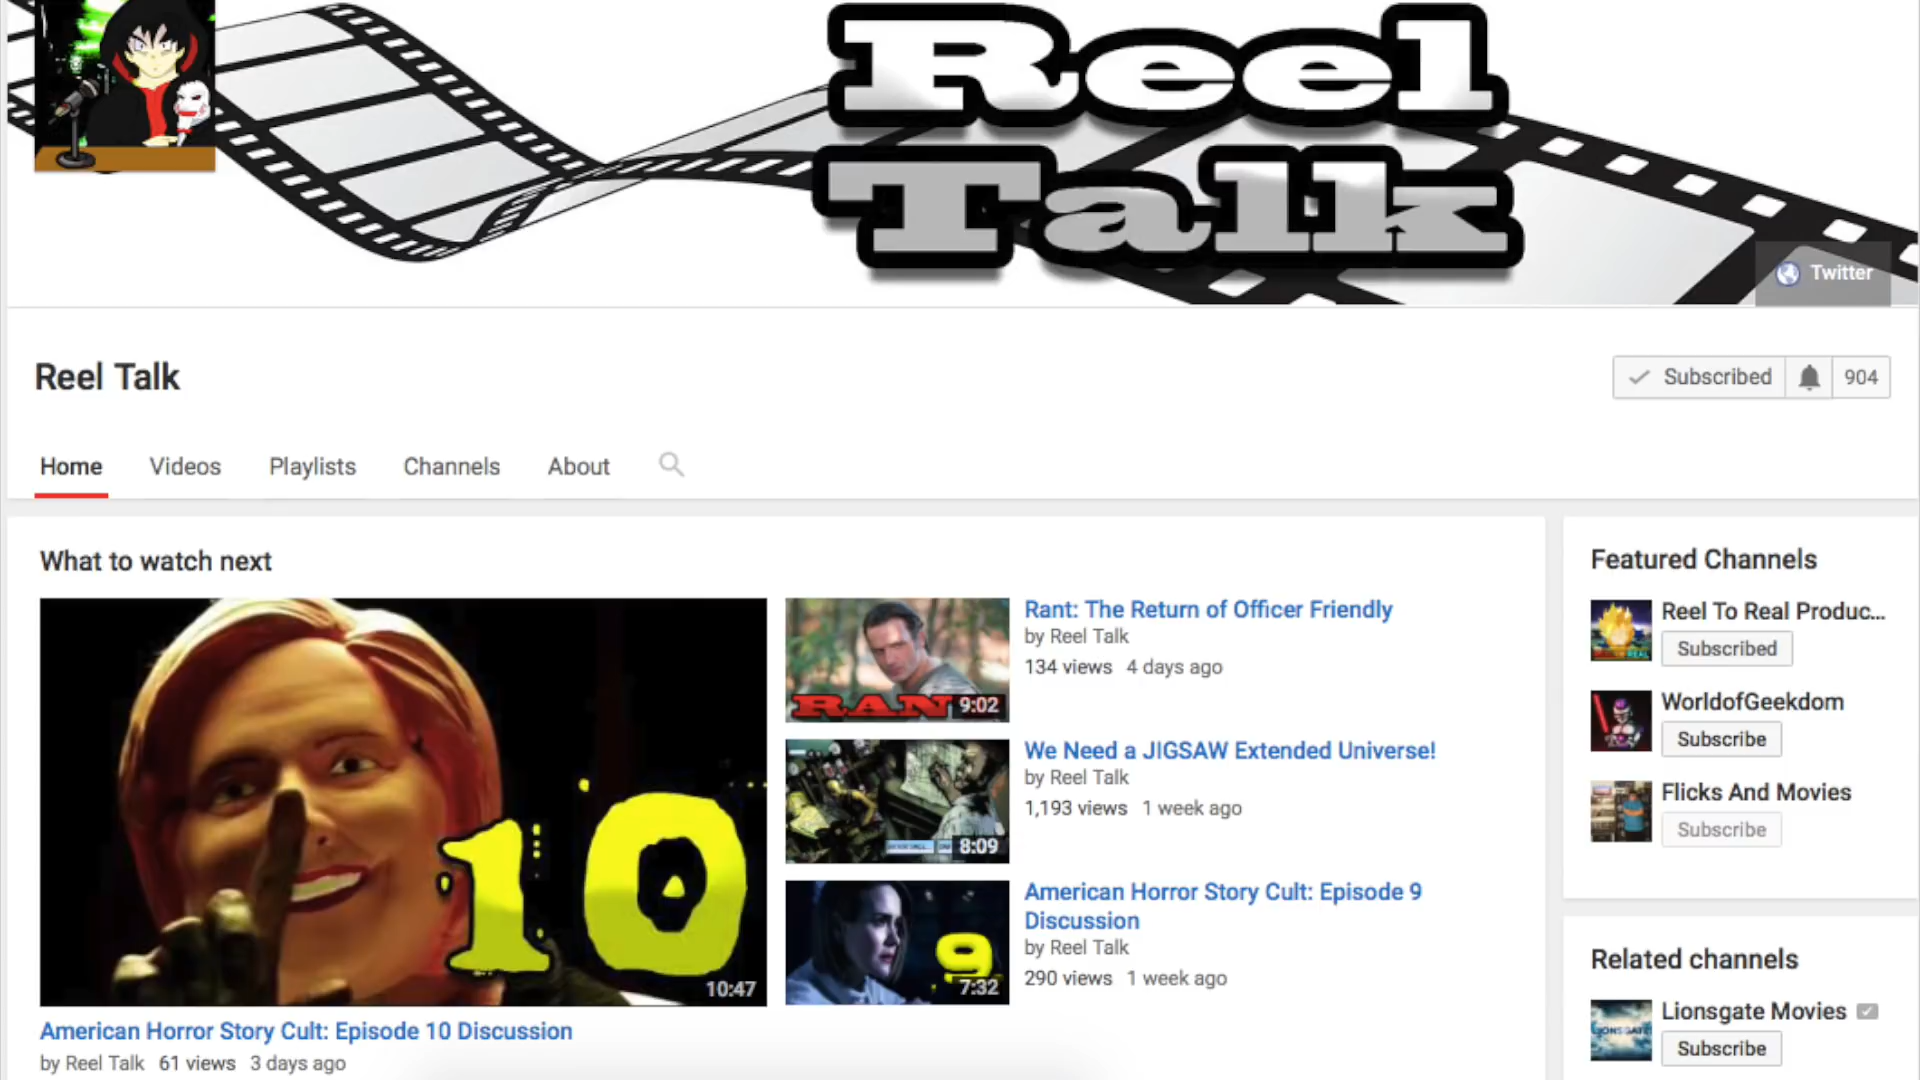 Reel
Talk
Twitter
Reel Talk
Subscribed
904
Home
Videos
Playlists
Channels
About
What to watch next
10
10:47
American Horror Story Cult: Episode 10 Discussion
by Reel Talk 61 views 3 days ago
RAN
9:02
Rant: The Return of Officer Friendly
by Reel Talk
134 views 4 days ago
8:09
We Need a JIGSAW Extended Universe!
by Reel Talk
1,193 views 1 week ago
9
7:32
American Horror Story Cult: Episode 9
Discussion
by Reel Talk
290 views 1 week ago
Featured Channels
Reel To Real Produc...
Subscribed
WorldofGeekdom
Subscribe
Flicks And Movies
Subscribe
Related channels
Lionsgate Movies
Subscribe